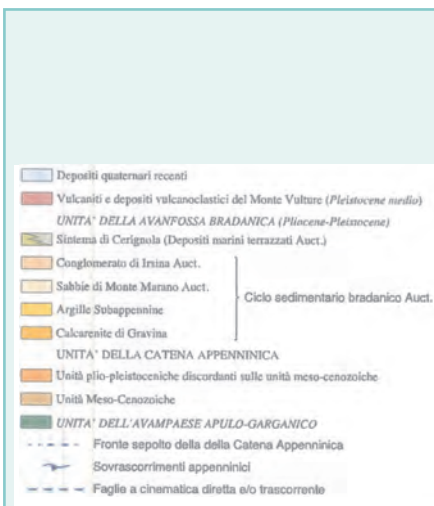 Depositi quaternari recenti
Vulcaniti e depositi vulcanoclastici del Monte Vulture (Pleistocene medio)
UNITA' DELLA AVANFOSSA BRADANICA (Pliocene-Pleistocene)
Sintema di Cerignola (Depositi marini terrazzati Auct.)
Conglomerato di Irsina Auct.
Sabbie di Monte Marano Auct.
Ciclo sedimentario bradanico Auct.
Argille Subappennine
Calcarenite di Gravina
UNITA' DELLA CATENA APPENNINICA
Unità plio-pleistoceniche discordanti sulle unità meso-cenozoiche
Unità Meso-Cenozoiche
UNITA' DELL'AVAMPAESE APULO-GARGANICO
Fronte sepolto della della Catena Appenninica
Sovrascorrimenti appenninici
Faglie a cinematica diretta e/o trascorrente